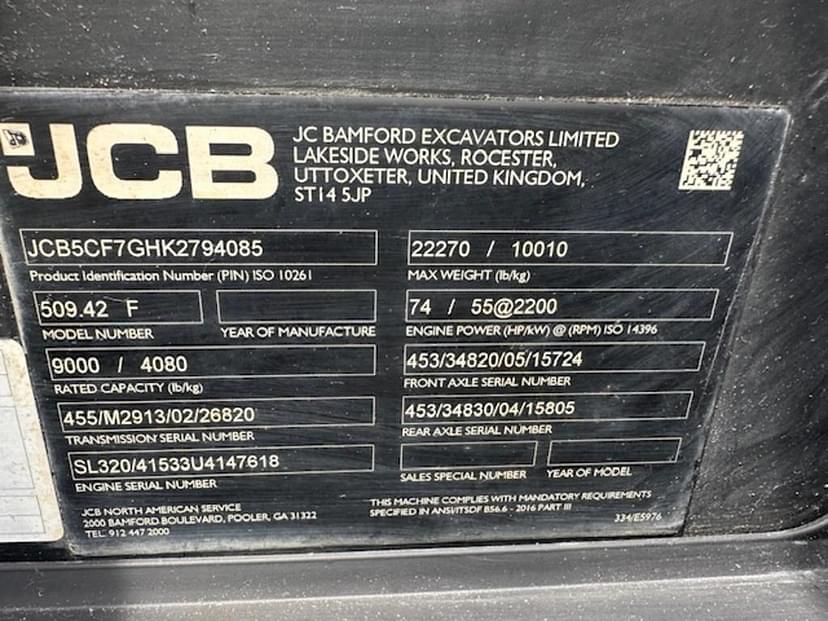 JCB
JC BAMFORD EXCAVATORS LIMITED
LAKESIDE WORKS, ROCESTER,
UTTOXETER, UNITED KINGDOM,
ST14 5JP
JCB5CF7GHK2794085
Product Identification Number (PIN) ISO 10261
22270 / 10010
MAX WEIGHT (lb/kg)
509.42 F
MODEL NUMBER
YEAR OF MANUFACTURE
74 / 55@2200
ENGINE POWER (HP/kW) @ (RPM) ISO 14396
9000 / 4080
RATED CAPACITY (lb/kg)
453/34820/05/15724
FRONT AXLE SERIAL NUMBER
455/M2913/02/26820
TRANSMISSION SERIAL NUMBER
453/34830/04/15805
REAR AXLE SERIAL NUMBER
SL320/41533U4147618
ENGINE SERIAL NUMBER
SALES SPECIAL NUMBER
YEAR OF MODEL
JCB NORTH AMERICAN SERVICE
2000 BAMFORD BOULEVARD, POOLER, GA 31322
TEL 912 447 2000
THIS MACHINE COMPLIES WITH MANDATORY REQUIREMENTS
SPECIFIED IN ANSI/ITSDF B56.6 - 2016 PART III
334/E5976